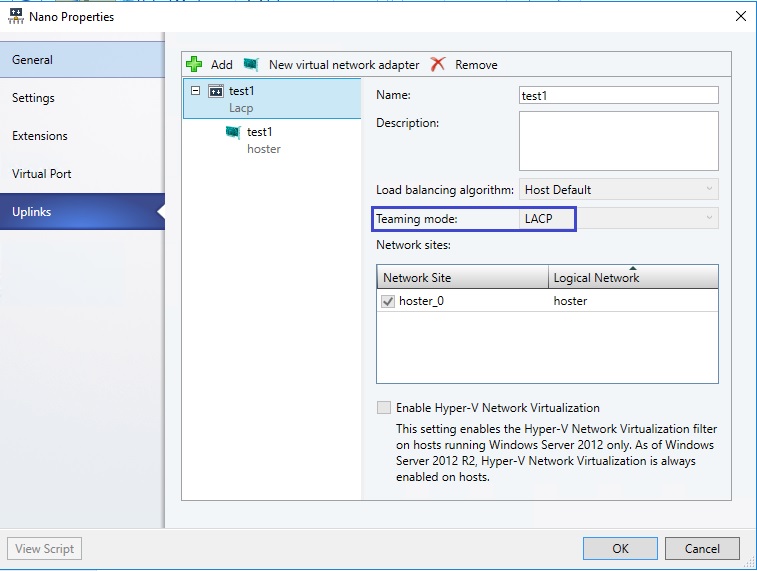 Nano Properties
General
Settings
Extensions
Virtual Port
Uplinks
Add New virtual network adapter Remove
test1
Lacp
test1
hoster
Name: test1
Description:
Load balancing algorithm: Host Default
Teaming mode: LACP
Network sites:
Network Site Logical Network
hoster_0 hoster
Enable Hyper-V Network Virtualization
This setting enables the Hyper-V Network Virtualization filter
on hosts running Windows Server 2012 only. As of Windows
Server 2012 R2, Hyper-V Network Virtualization is always
enabled on hosts.
View Script OK Cancel